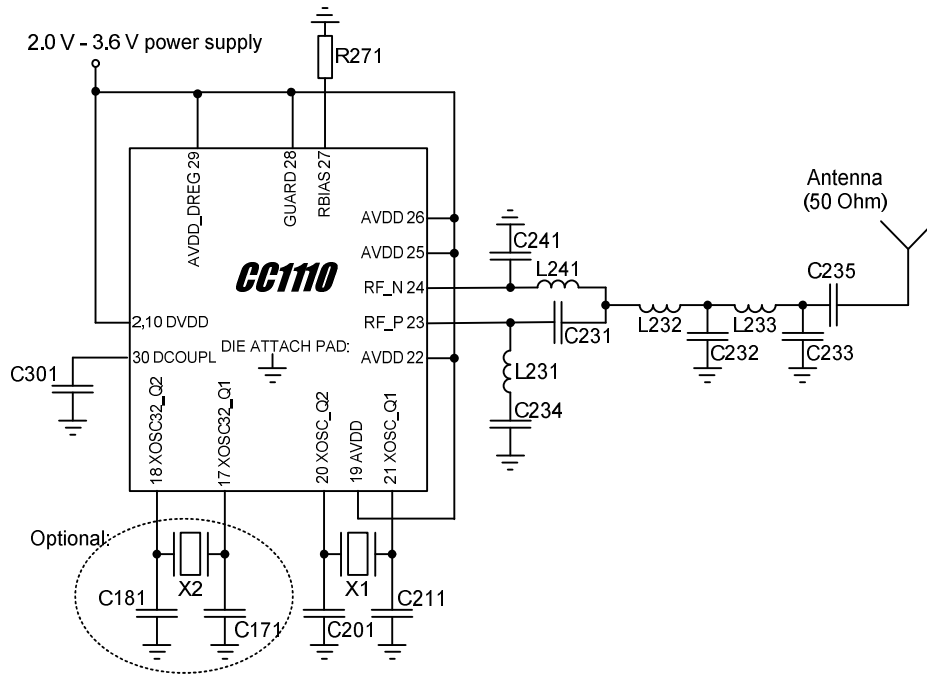 2.0 V - 3.6 V power supply
R271
AVDD_DREG 29
GUARD 28
RBIAS 27
AVDD 26
AVDD 25
RF_N 24
RF_P 23
AVDD 22
CC1110
2,10 DVDD
DIE ATTACH PAD:
30 DCOUPL
C301
18 XOSC32_Q2
17 XOSC32_Q1
20 XOSC_Q2
19 AVDD
21 XOSC_Q1
C241
L241
C231
L231
C234
L232
C232
L233
C233
C235
Antenna
(50 Ohm)
Optional:
X2
C181
C171
X1
C201
C211